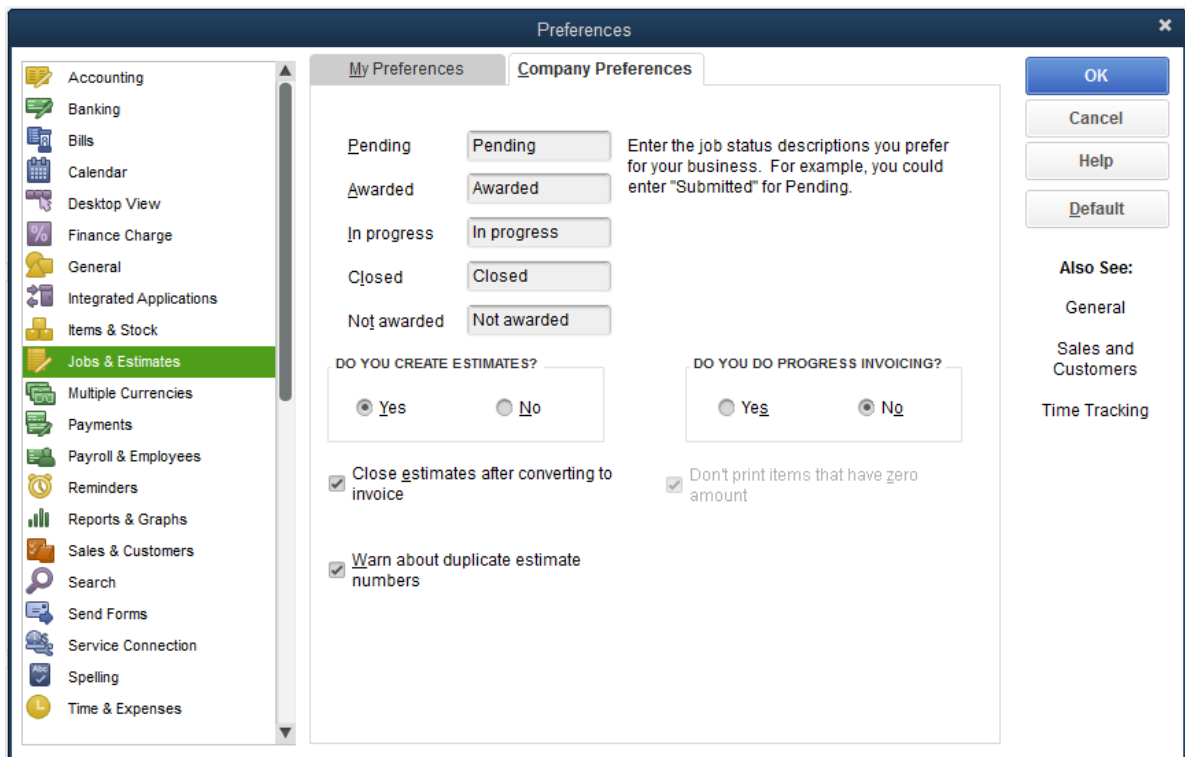 Preferences
Accounting
Banking
Bills
Calendar
Desktop View
Finance Charge
General
Integrated Applications
Items & Stock
Jobs & Estimates
Multiple Currencies
Payments
Payroll & Employees
Reminders
Reports & Graphs
Sales & Customers
Search
Send Forms
Service Connection
Spelling
Time & Expenses
My Preferences
Company Preferences
Pending Pending
Awarded Awarded
In progress In progress
Closed Closed
Not awarded Not awarded
Enter the job status descriptions you prefer
for your business. For example, you could
enter "Submitted" for Pending.
DO YOU CREATE ESTIMATES?
Yes No
DO YOU DO PROGRESS INVOICING?
Yes No
Close estimates after converting to
invoice
Don't print items that have zero
amount
Warn about duplicate estimate
numbers
OK
Cancel
Help
Default
Also See:
General
Sales and
Customers
Time Tracking